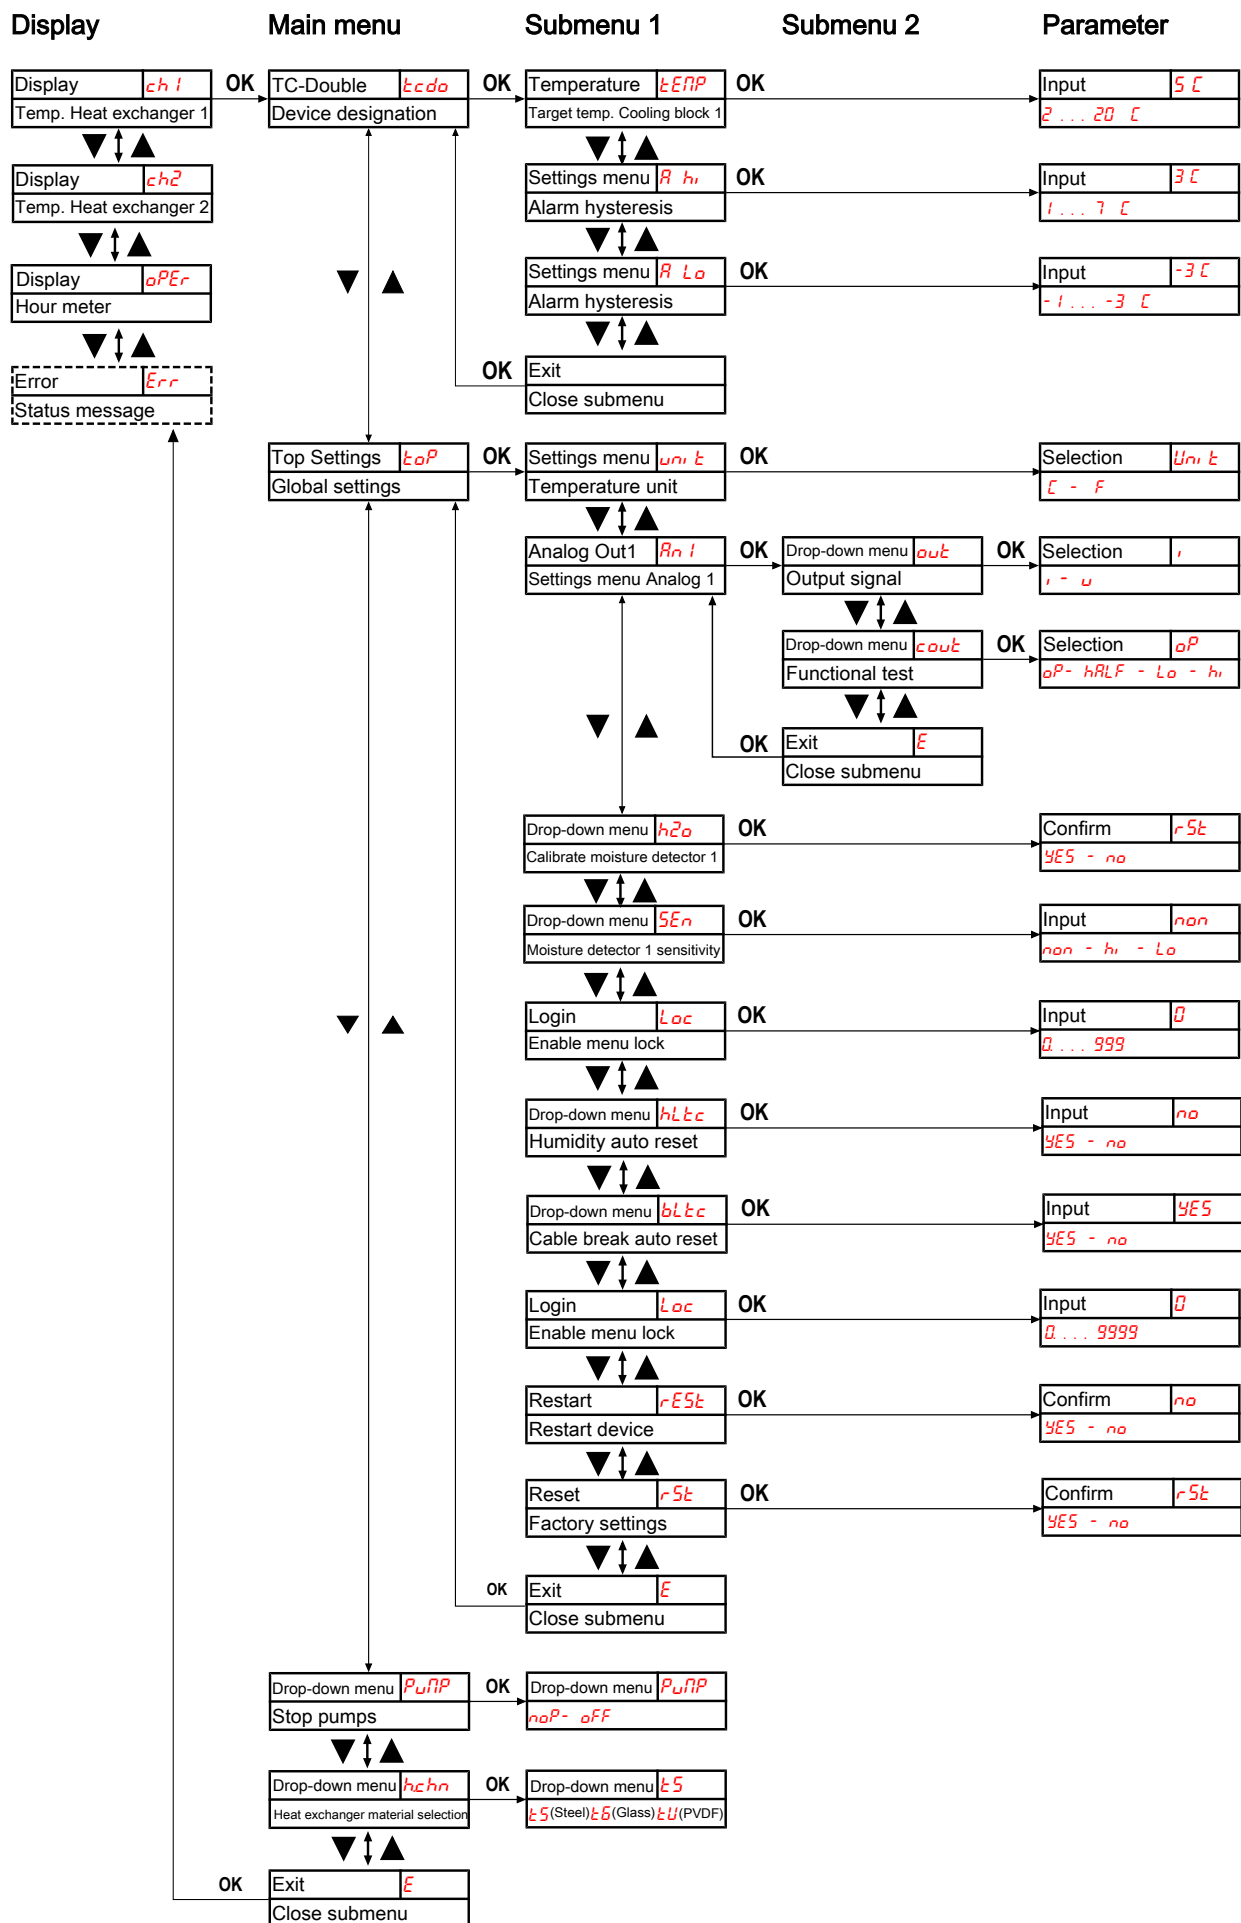 Display Main menu Submenu 1 Submenu 2 Parameter
Display ch1 OK TC-Double tcdo OK Temperature tEMP OK Input 5 C
Temp. Heat exchanger 1 Device designation Target temp. Cooling block 1 2 ... 20 C
Display ch2 Settings menu A hi OK Input 3 C
Temp. Heat exchanger 2 Alarm hysteresis 1 ... 7 C
Display oPEr Settings menu A Lo OK Input -3 C
Hour meter Alarm hysteresis -1 ... -3 C
Error Err OK Exit
Status message Close submenu
Top Settings toP OK Settings menu unit OK Selection Unit
Global settings Temperature unit C - F
Analog Out1 An1 OK Drop-down menu out OK Selection i
Settings menu Analog 1 Output signal i - u
Drop-down menu cout OK Selection oP
Functional test oP- hALF - Lo - hi
OK Exit E
Close submenu
Drop-down menu h2o OK Confirm rSt
Calibrate moisture detector 1 YES - no
Drop-down menu SEn OK Input non
Moisture detector 1 sensitivity non - hi - Lo
Login Loc OK Input 0
Enable menu lock 0. ... 999
Drop-down menu hLtc OK Input no
Humidity auto reset YES - no
Drop-down menu bLtc OK Input YES
Cable break auto reset YES - no
Login Loc OK Input 0
Enable menu lock 0. ... 9999
Restart rESt OK Confirm no
Restart device YES - no
Reset rSt OK Confirm rSt
Factory settings YES - no
OK Exit E
Close submenu
Drop-down menu PuMP OK Drop-down menu PuMP
Stop pumps noP- oFF
Drop-down menu h.chn OK Drop-down menu tS
Heat exchanger material selection tS(Steel) tG(Glass) tU(PVDF)
OK Exit E
Close submenu